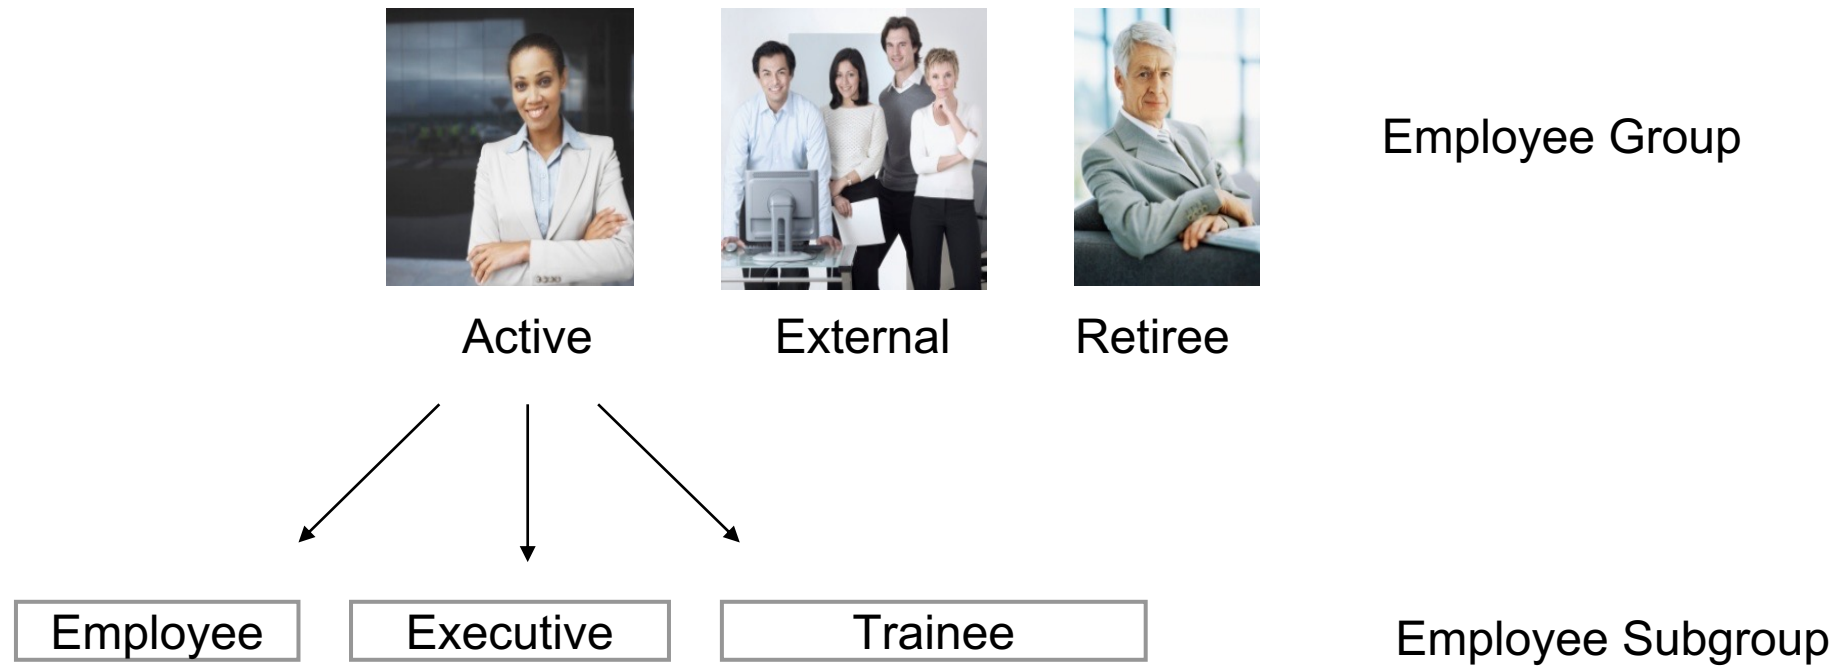 Employee Group
Active
External
Retiree
Employee
Executive
Trainee
Employee Subgroup